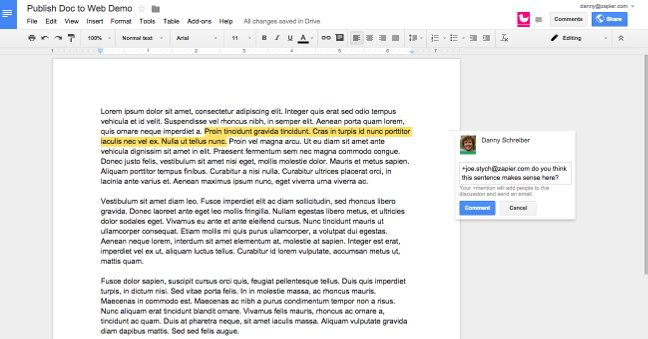 Publish Doc to Web Demo
danny@zapier.com
File Edit View Insert Format Tools Table Add-ons Help All changes saved in Drive
Comments Share
100% Normal text Arial 11 B I U A Editing
Lorem ipsum dolor sit amet, consectetur adipiscing elit. Integer quis erat sed odio tempus
vehicula et id velit. Suspendisse vel rhoncus nibh, in semper elit. Aenean porta quam lorem,
quis ornare neque imperdiet a. Proin tincidunt gravida tincidunt. Cras in turpis id nunc porttitor
iaculis nec vel ex. Nulla ut tellus nunc. Proin vel magna arcu. Ut eu diam sit amet ante
vehicula dignissim sit amet in elit. Praesent fermentum sem nec magna commodo congue.
Donec justo felis, vestibulum sit amet nisi eget, mollis molestie dolor. Mauris et metus sapien.
Aliquam porttitor tempus finibus. Curabitur a nisi nulla. Curabitur ultrices placerat orci, in
lacinia ante varius et. Aenean maximus ipsum nunc, eget viverra urna viverra ac.
Vestibulum sit amet diam leo. Fusce imperdiet elit ac diam sollicitudin, sed rhoncus libero
gravida. Donec laoreet ante eget leo mollis fringilla. Nullam egestas libero metus, et ultricies
dolor sodales eget. Vivamus eu ante et ante eleifend cursus. Nunc tincidunt mauris ut
ullamcorper consequat. Etiam mollis mi quis purus ullamcorper, a volutpat dui egestas.
Aenean neque lorem, interdum sit amet elementum at, molestie at sapien. Integer est erat,
imperdiet vel ex ut, aliquam luctus tellus. Curabitur id lorem vulputate, accumsan metus ut,
mattis quam.
Fusce dolor sapien, suscipit cursus orci quis, feugiat pellentesque tellus. Duis quis imperdiet
turpis, in dictum nisi. Sed vitae porta felis. In in molestie massa, ac rhoncus mauris.
Maecenas in commodo est. Maecenas ac nibh a purus condimentum tempor non a risus.
Nunc aliquam erat tincidunt blandit ornare. Vivamus felis mauris, rhoncus ac ornare a,
tincidunt ac quam. Duis at pharetra neque, sit amet iaculis massa. Aliquam vulputate gravida
diam dapibus mattis. Sed sed felis augue.
Danny Schreiber
+joe.stych@zapier.com do you think
this sentence makes sense here?
Your +mention will add people to this
discussion and send an email.
Comment Cancel